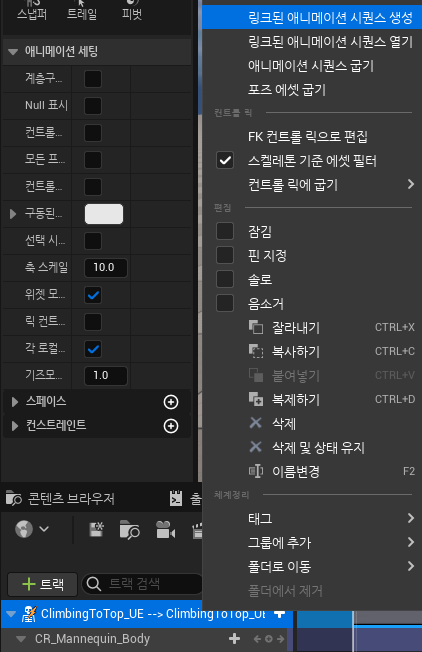 스냅퍼 트레일 피벗
애니메이션 세팅
계층구...
Null 표시
컨트롤...
모든 프...
컨트롤...
구동된...
선택 시...
축 스케일 10.0
위젯 모...
릭 컨트...
각 로컬...
기즈모... 1.0
스페이스
컨스트레인트
콘텐츠 브라우저
트랙
트랙 검색
ClimbingToTop_UE --> ClimbingToTop_UE
CR_Mannequin_Body
링크된 애니메이션 시퀀스 생성
링크된 애니메이션 시퀀스 열기
애니메이션 시퀀스 굽기
포즈 에셋 굽기
컨트롤 릭
FK 컨트롤 릭으로 편집
스켈레톤 기준 에셋 필터
컨트롤 릭에 굽기
편집
잠김
핀 지정
솔로
음소거
잘라내기 CTRL+X
복사하기 CTRL+C
붙여넣기 CTRL+V
복제하기 CTRL+D
삭제
삭제 및 상태 유지
이름변경 F2
체계정리
태그
그룹에 추가
폴더로 이동
폴더에서 제거